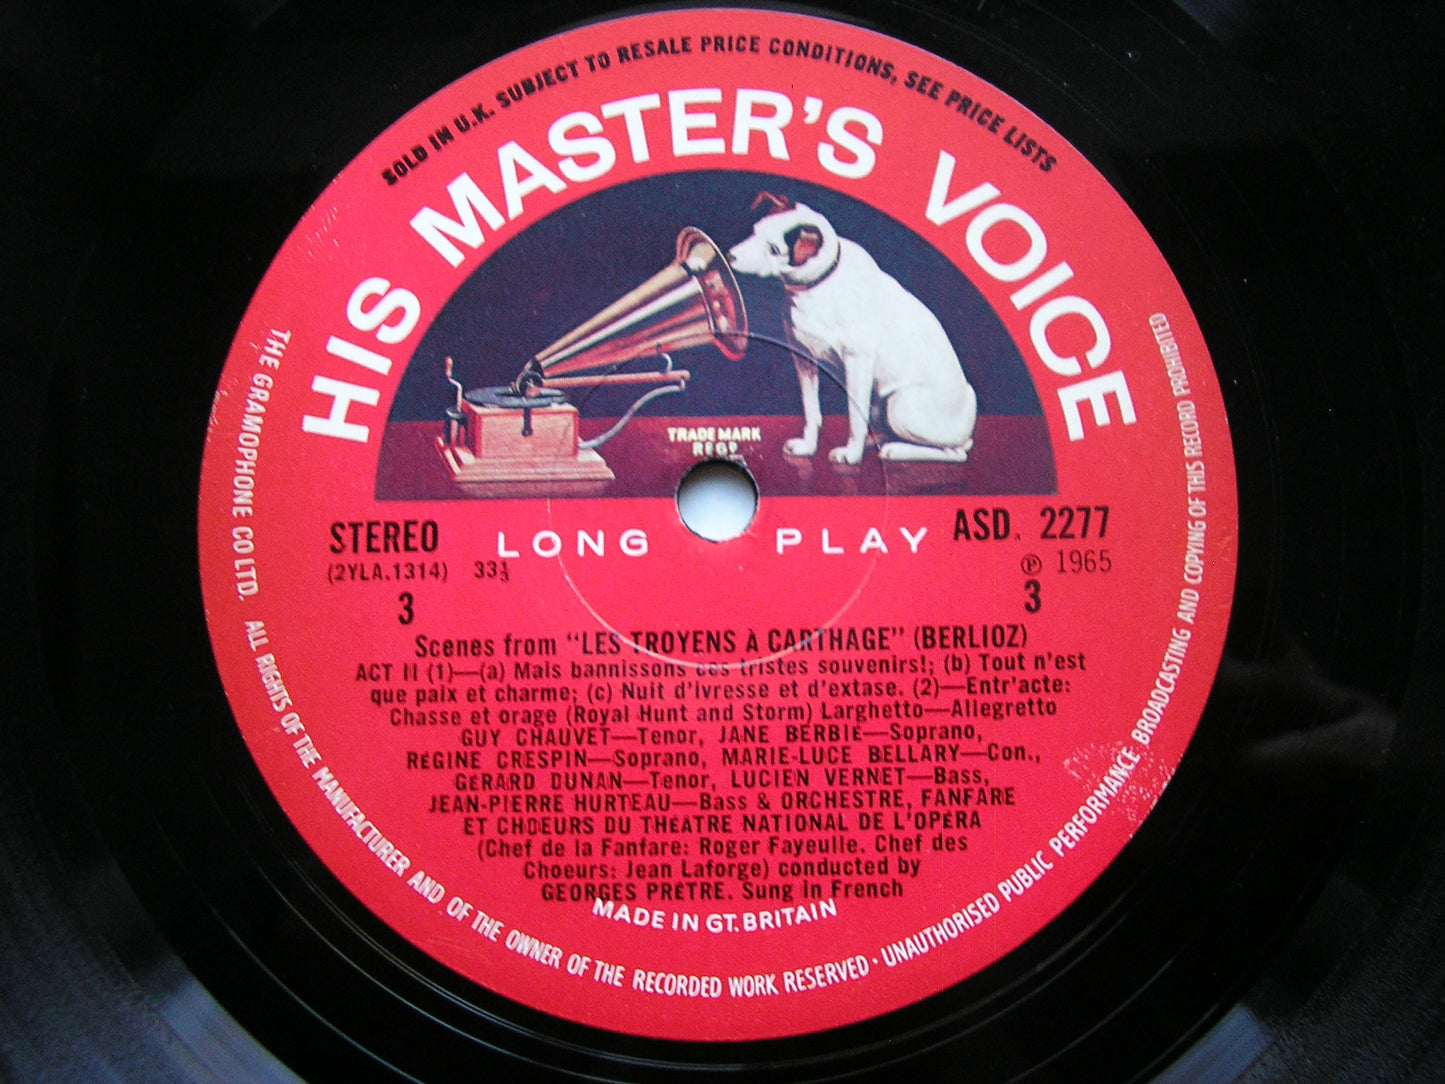 SOLD IN U.K. SUBJECT TO RESALE PRICE CONDITIONS, SEE PRICE LISTS
HIS MASTER'S VOICE
TRADE MARK
REGD
STEREO LONG PLAY ASD. 2277
(2YLA.1314) 33⅓ ℗ 1965
3 3
Scenes from "LES TROYENS À CARTHAGE" (BERLIOZ)
ACT II (1)—(a) Mais bannissons ces tristes souvenirs!; (b) Tout n'est
que paix et charme; (c) Nuit d'ivresse et d'extase. (2)—Entr'acte:
Chasse et orage (Royal Hunt and Storm) Larghetto—Allegretto
GUY CHAUVET—Tenor, JANE BERBIÉ—Soprano,
RÉGINE CRESPIN—Soprano, MARIE-LUCE BELLARY—Con.,
GÉRARD DUNAN—Tenor, LUCIEN VERNET—Bass,
JEAN-PIERRE HURTEAU—Bass & ORCHESTRE, FANFARE
ET CHOEURS DU THÉÂTRE NATIONAL DE L'OPÉRA
(Chef de la Fanfare: Roger Fayeulle. Chef des
Choeurs: Jean Laforge) conducted by
GEORGES PRÊTRE. Sung in French
MADE IN GT. BRITAIN
THE GRAMOPHONE CO LTD. ALL RIGHTS OF THE MANUFACTURER AND OF THE OWNER OF THE RECORDED WORK RESERVED · UNAUTHORISED PUBLIC PERFORMANCE BROADCASTING AND COPYING OF THIS RECORD PROHIBITED